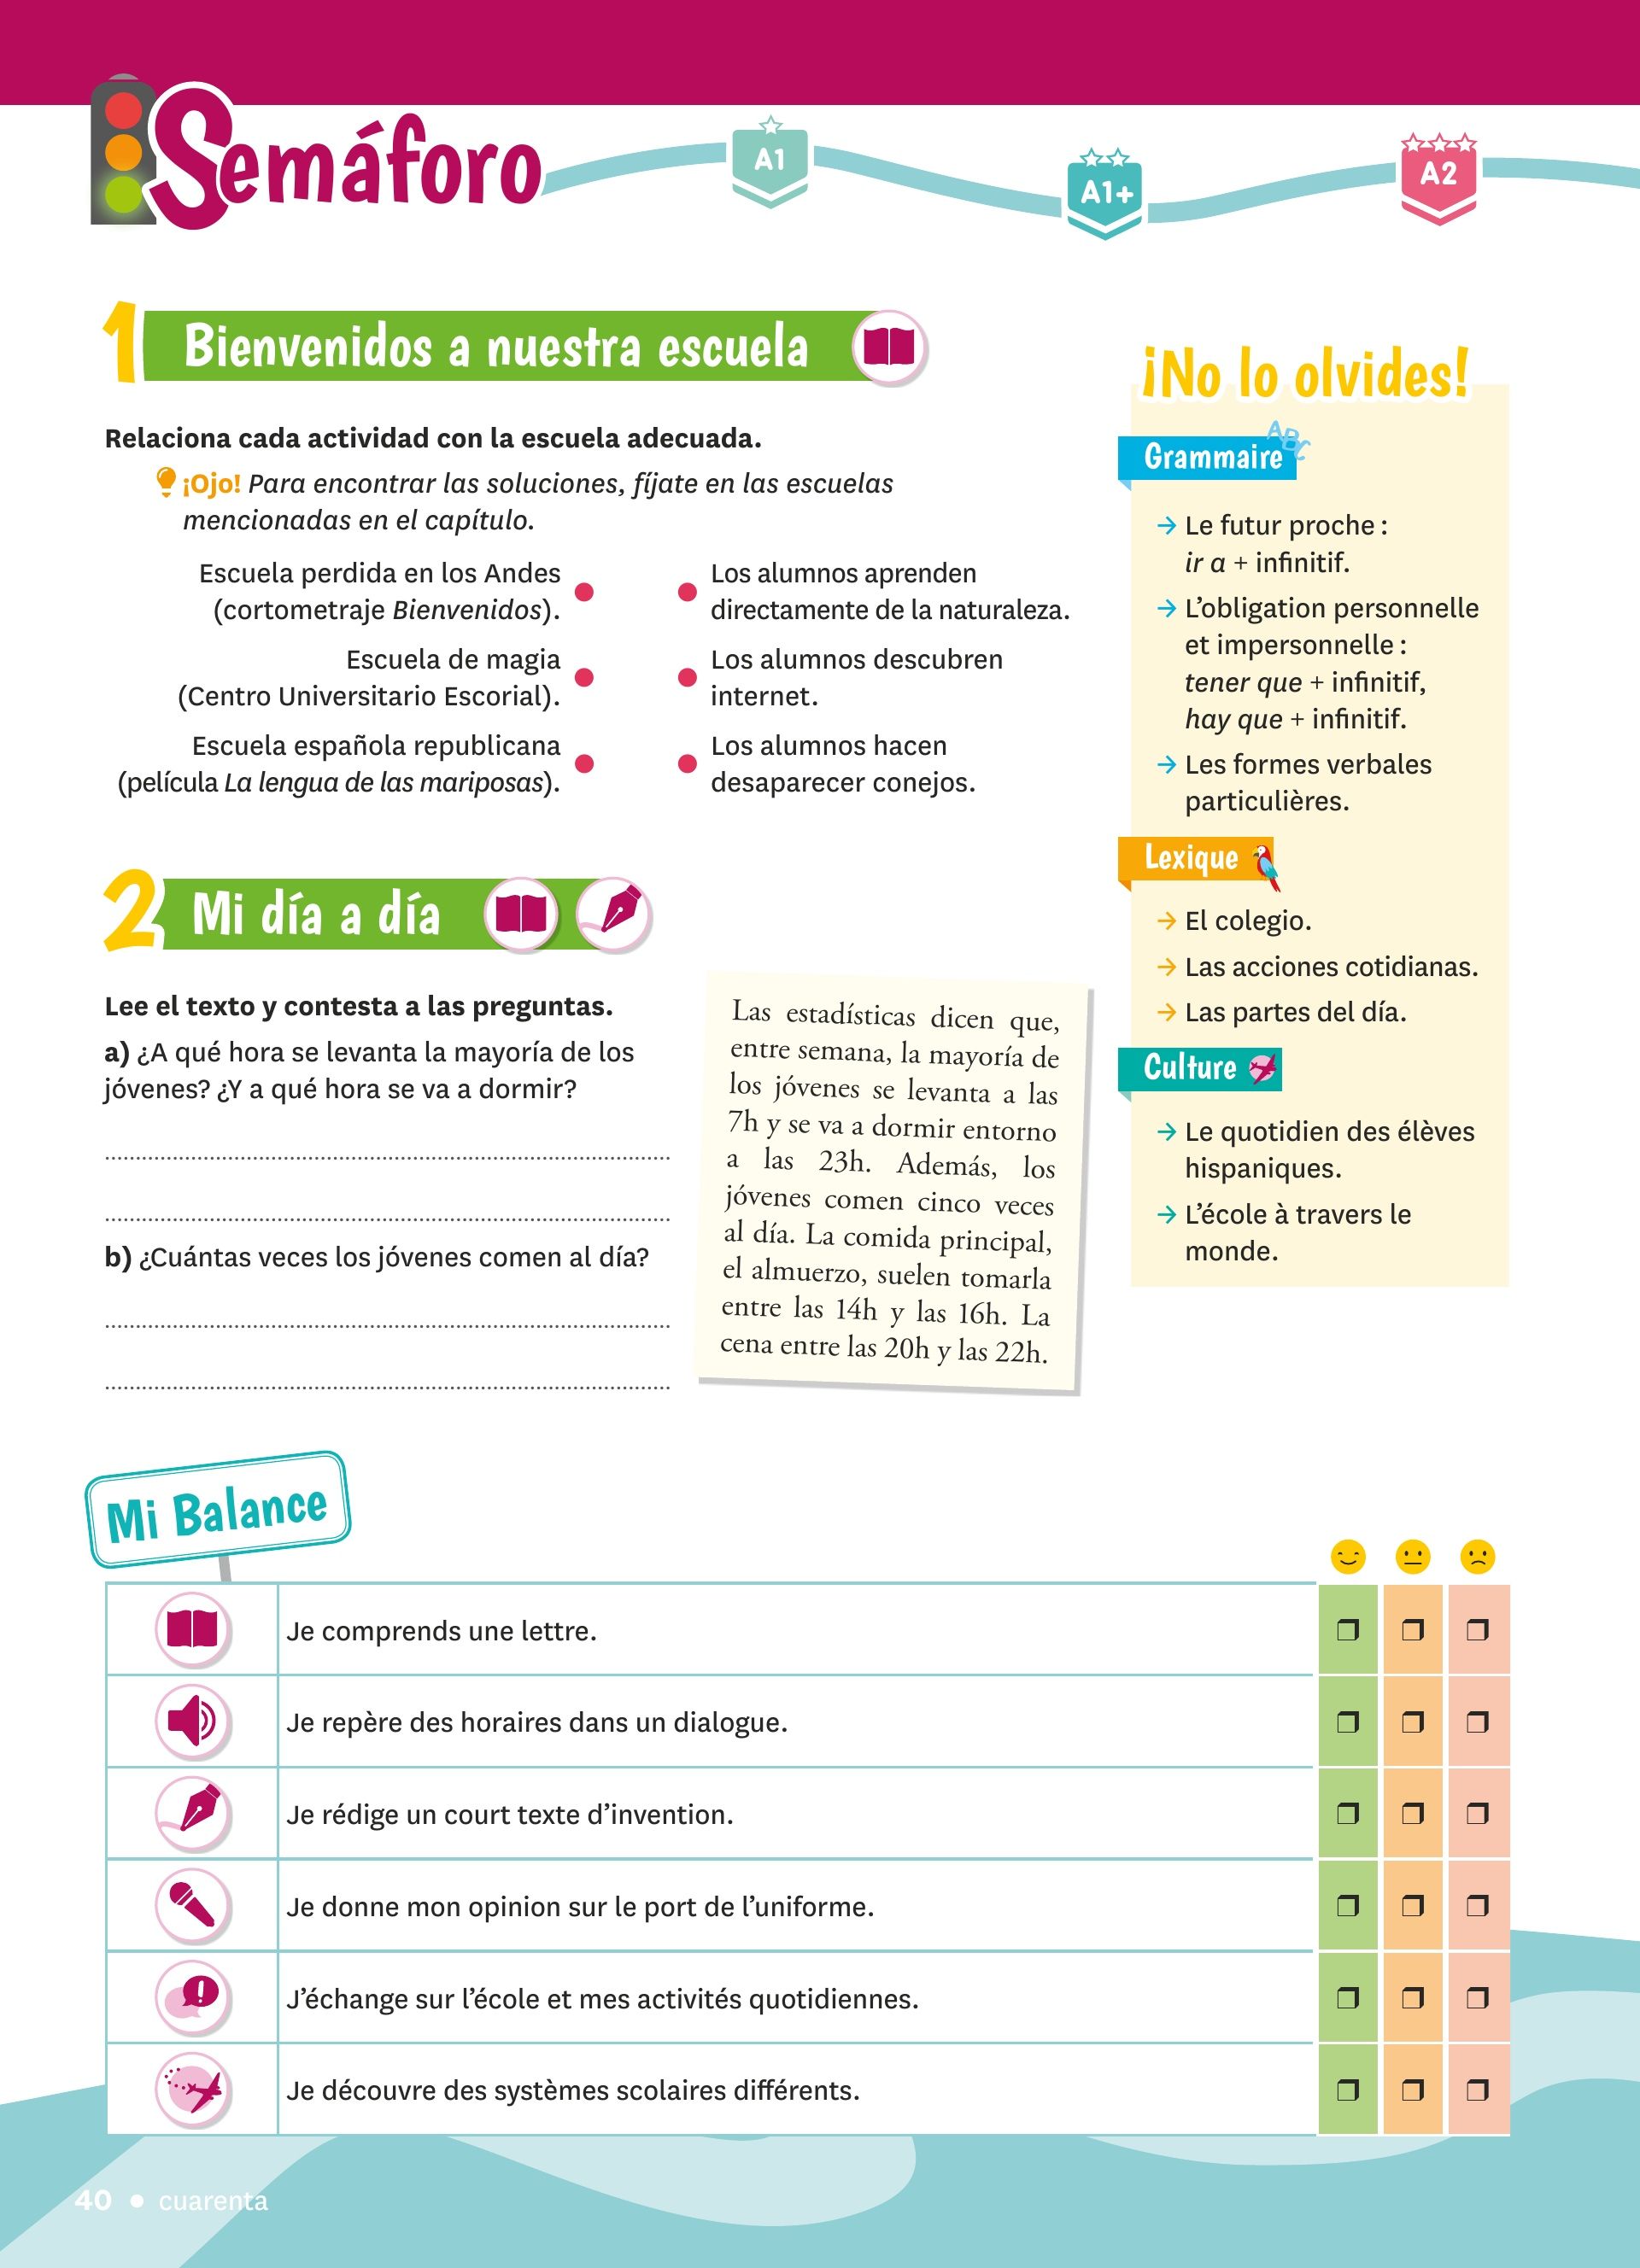 Semáforo
A1
A1+
A2
1 Bienvenidos a nuestra escuela
Relaciona cada actividad con la escuela adecuada.
¡Ojo! Para encontrar las soluciones, fíjate en las escuelas
mencionadas en el capítulo.
Escuela perdida en los Andes
(cortometraje Bienvenidos).
Escuela de magia
(Centro Universitario Escorial).
Escuela española republicana
(película La lengua de las mariposas).
Los alumnos aprenden
directamente de la naturaleza.
Los alumnos descubren
internet.
Los alumnos hacen
desaparecer conejos.
2 Mi día a día
Lee el texto y contesta a las preguntas.
a) ¿A qué hora se levanta la mayoría de los
jóvenes? ¿Y a qué hora se va a dormir?
b) ¿Cuántas veces los jóvenes comen al día?
Las estadísticas dicen que,
entre semana, la mayoría de
los jóvenes se levanta a las
7h y se va a dormir entorno
a las 23h. Además, los
jóvenes comen cinco veces
al día. La comida principal,
el almuerzo, suelen tomarla
entre las 14h y las 16h. La
cena entre las 20h y las 22h.
¡No lo olvides!
Grammaire
ABC
→ Le futur proche :
ir a + infinitif.
→ L'obligation personnelle
et impersonnelle :
tener que + infinitif,
hay que + infinitif.
→ Les formes verbales
particulières.
Lexique
→ El colegio.
→ Las acciones cotidianas.
→ Las partes del día.
Culture
→ Le quotidien des élèves
hispaniques.
→ L'école à travers le
monde.
Mi Balance
Je comprends une lettre.
Je repère des horaires dans un dialogue.
Je rédige un court texte d'invention.
Je donne mon opinion sur le port de l'uniforme.
J'échange sur l'école et mes activités quotidiennes.
Je découvre des systèmes scolaires différents.
40 • cuarenta